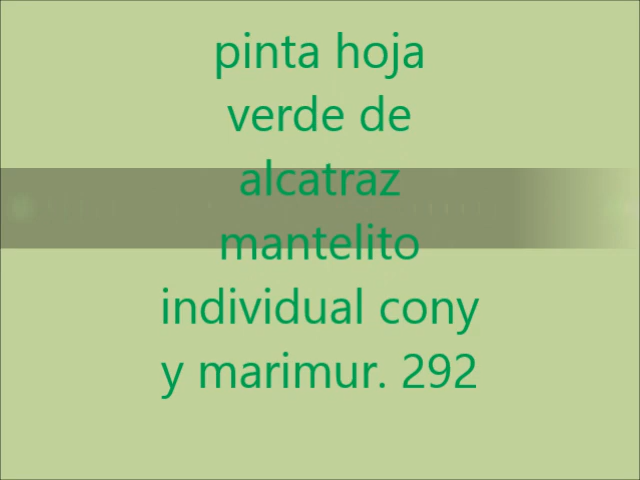 pinta hoja
verde de
alcatraz
mantelito
individual cony
y marimur. 292